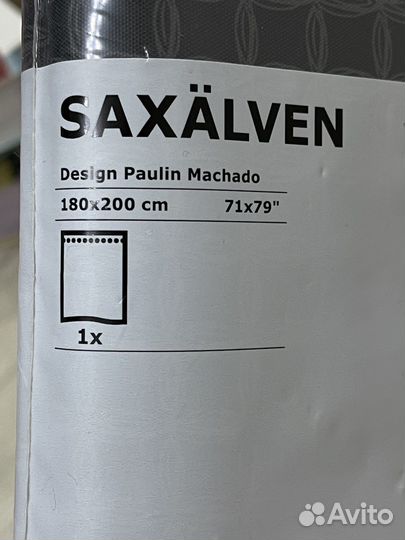 SAXÄLVEN
Design Paulin Machado
180x200 cm 71x79"
1x
Avito